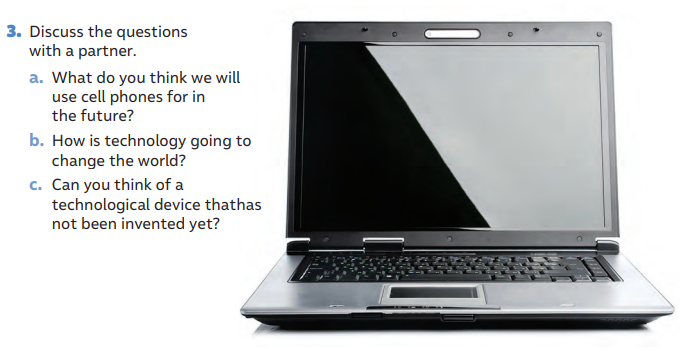 3. Discuss the questions
with a partner.
a. What do you think we will
use cell phones for in
the future?
b. How is technology going to
change the world?
c. Can you think of a
technological device thathas
not been invented yet?